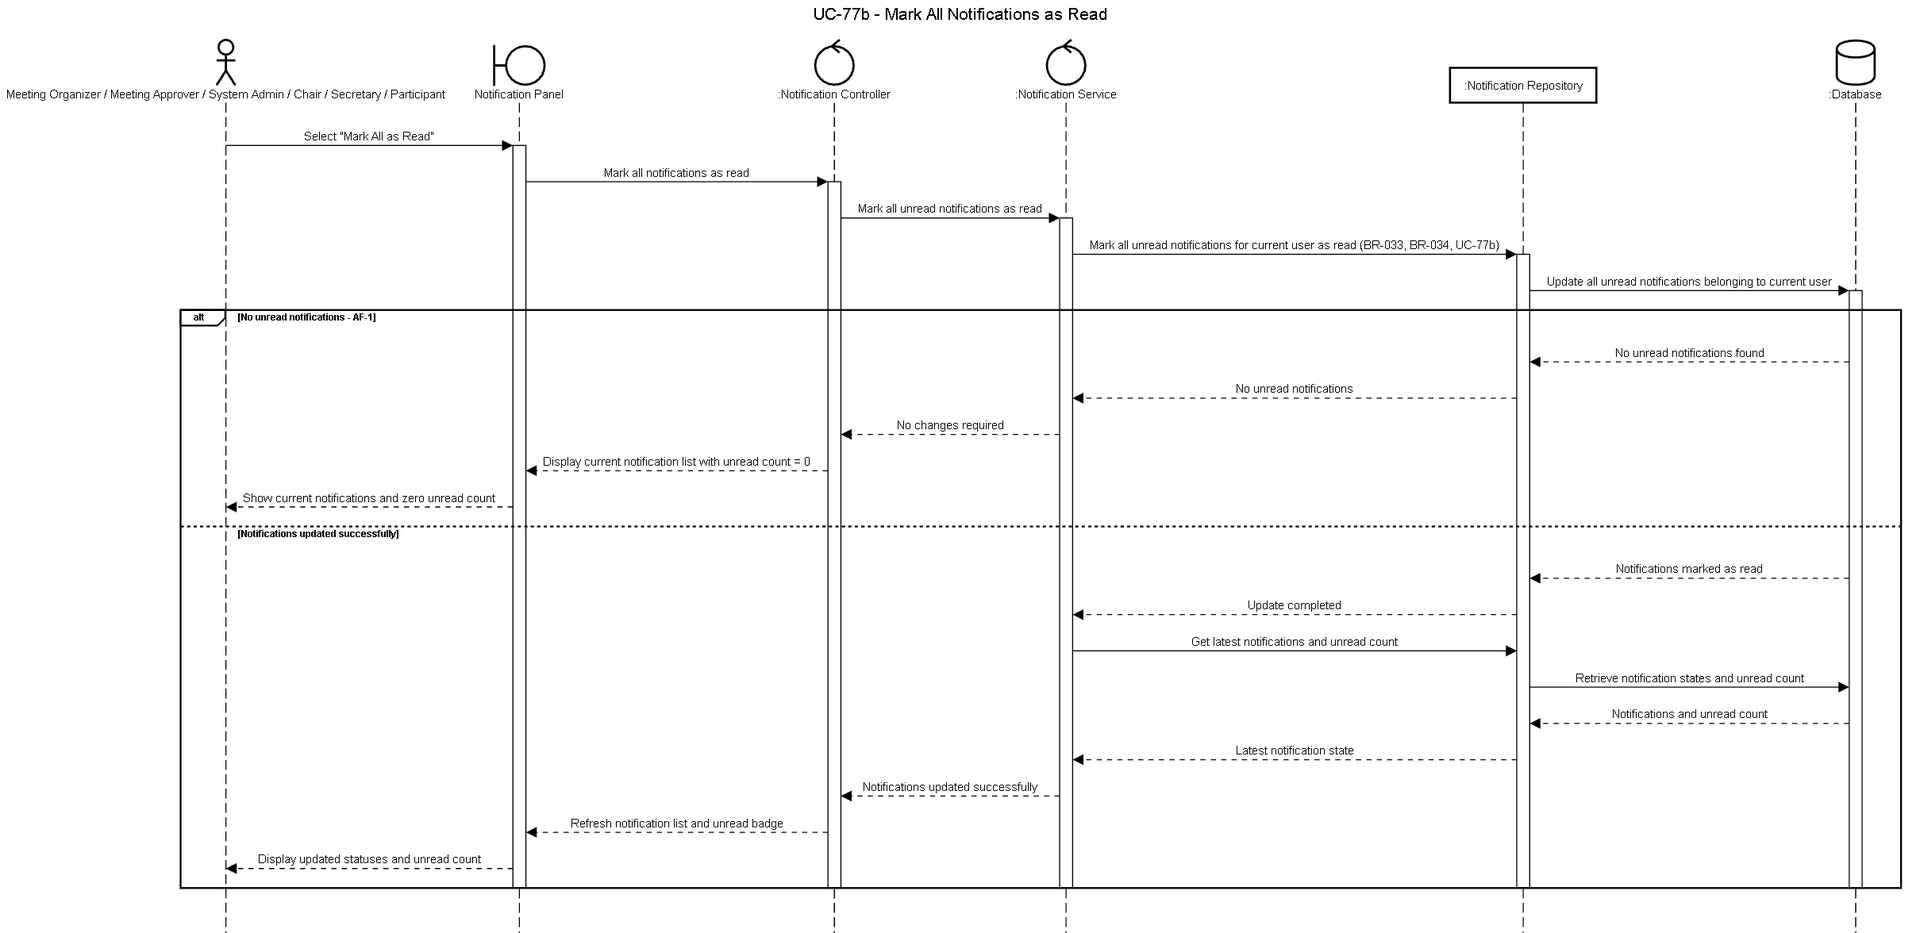 UC-77b - Mark All Notifications as Read
Meeting Organizer / Meeting Approver / System Admin / Chair / Secretary / Participant
Notification Panel
:Notification Controller
:Notification Service
:Notification Repository
:Database
Select "Mark All as Read"
Mark all notifications as read
Mark all unread notifications as read
Mark all unread notifications for current user as read (BR-033, BR-034, UC-77b)
Update all unread notifications belonging to current user
alt
[No unread notifications - AF-1]
No unread notifications found
No unread notifications
No changes required
Display current notification list with unread count = 0
Show current notifications and zero unread count
[Notifications updated successfully]
Notifications marked as read
Update completed
Get latest notifications and unread count
Retrieve notification states and unread count
Notifications and unread count
Latest notification state
Notifications updated successfully
Refresh notification list and unread badge
Display updated statuses and unread count